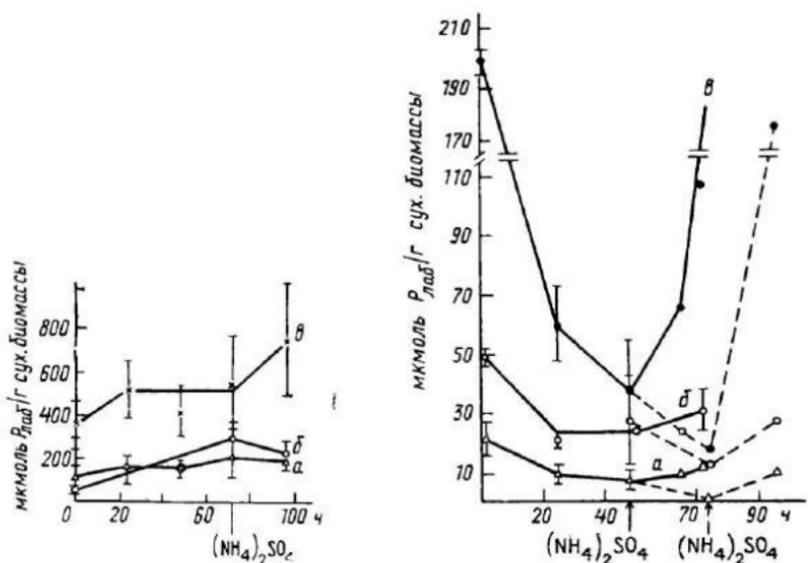 мкмоль Pлаб/г сух. биомассы
800
600
400
200
0
20
60
100 ч
(NH₄)₂SO₄
в
б
а
мкмоль Pлаб/г сух. биомассы
210
190
170
110
90
70
50
30
10
20
40
70
90 ч
(NH₄)₂SO₄ (NH₄)₂SO₄
в
б
а